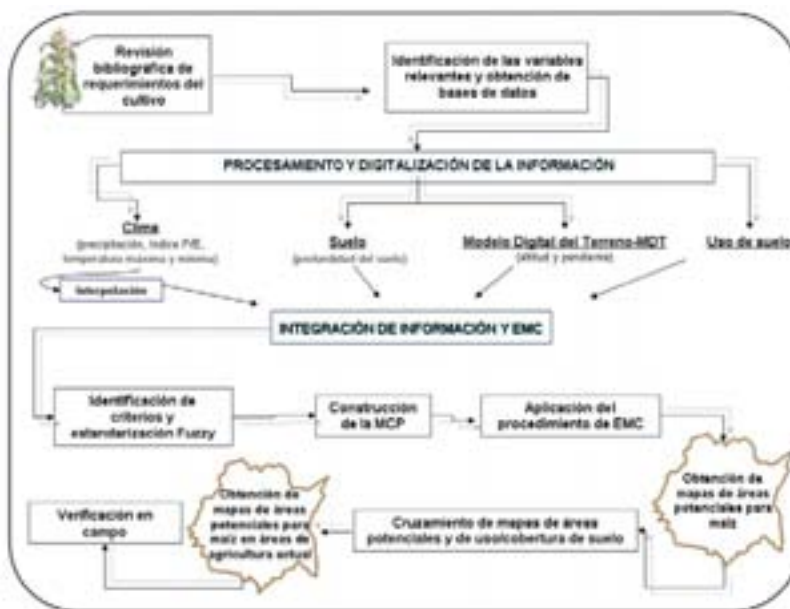 Revisión
bibliográfica de
requerimientos del
cultivo
Identificación de las variables
relevantes y obtención de
bases de datos
PROCESAMIENTO Y DIGITALIZACIÓN DE LA INFORMACIÓN
Clima
(precipitación, índice P/E,
temperatura máxima y mínima)
Suelo
(profundidad del suelo)
Modelo Digital del Terreno-MDT
(altitud y pendiente)
Uso de suelo
Interpolación
INTEGRACIÓN DE INFORMACIÓN Y EMC
Identificación de
criterios y
estandarización Fuzzy
Construcción
de la MCP
Aplicación del
procedimiento de EMC
Obtención de
mapas de áreas
potenciales para
maíz
Cruzamiento de mapas de áreas
potenciales y de uso/cobertura de suelo
Obtención de
mapas de áreas
potenciales para
maíz en áreas de
agricultura actual
Verificación en
campo